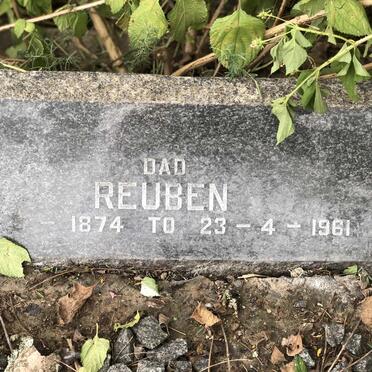 DAD
REUBEN
- 1874 TO 23 - 4 - 1961